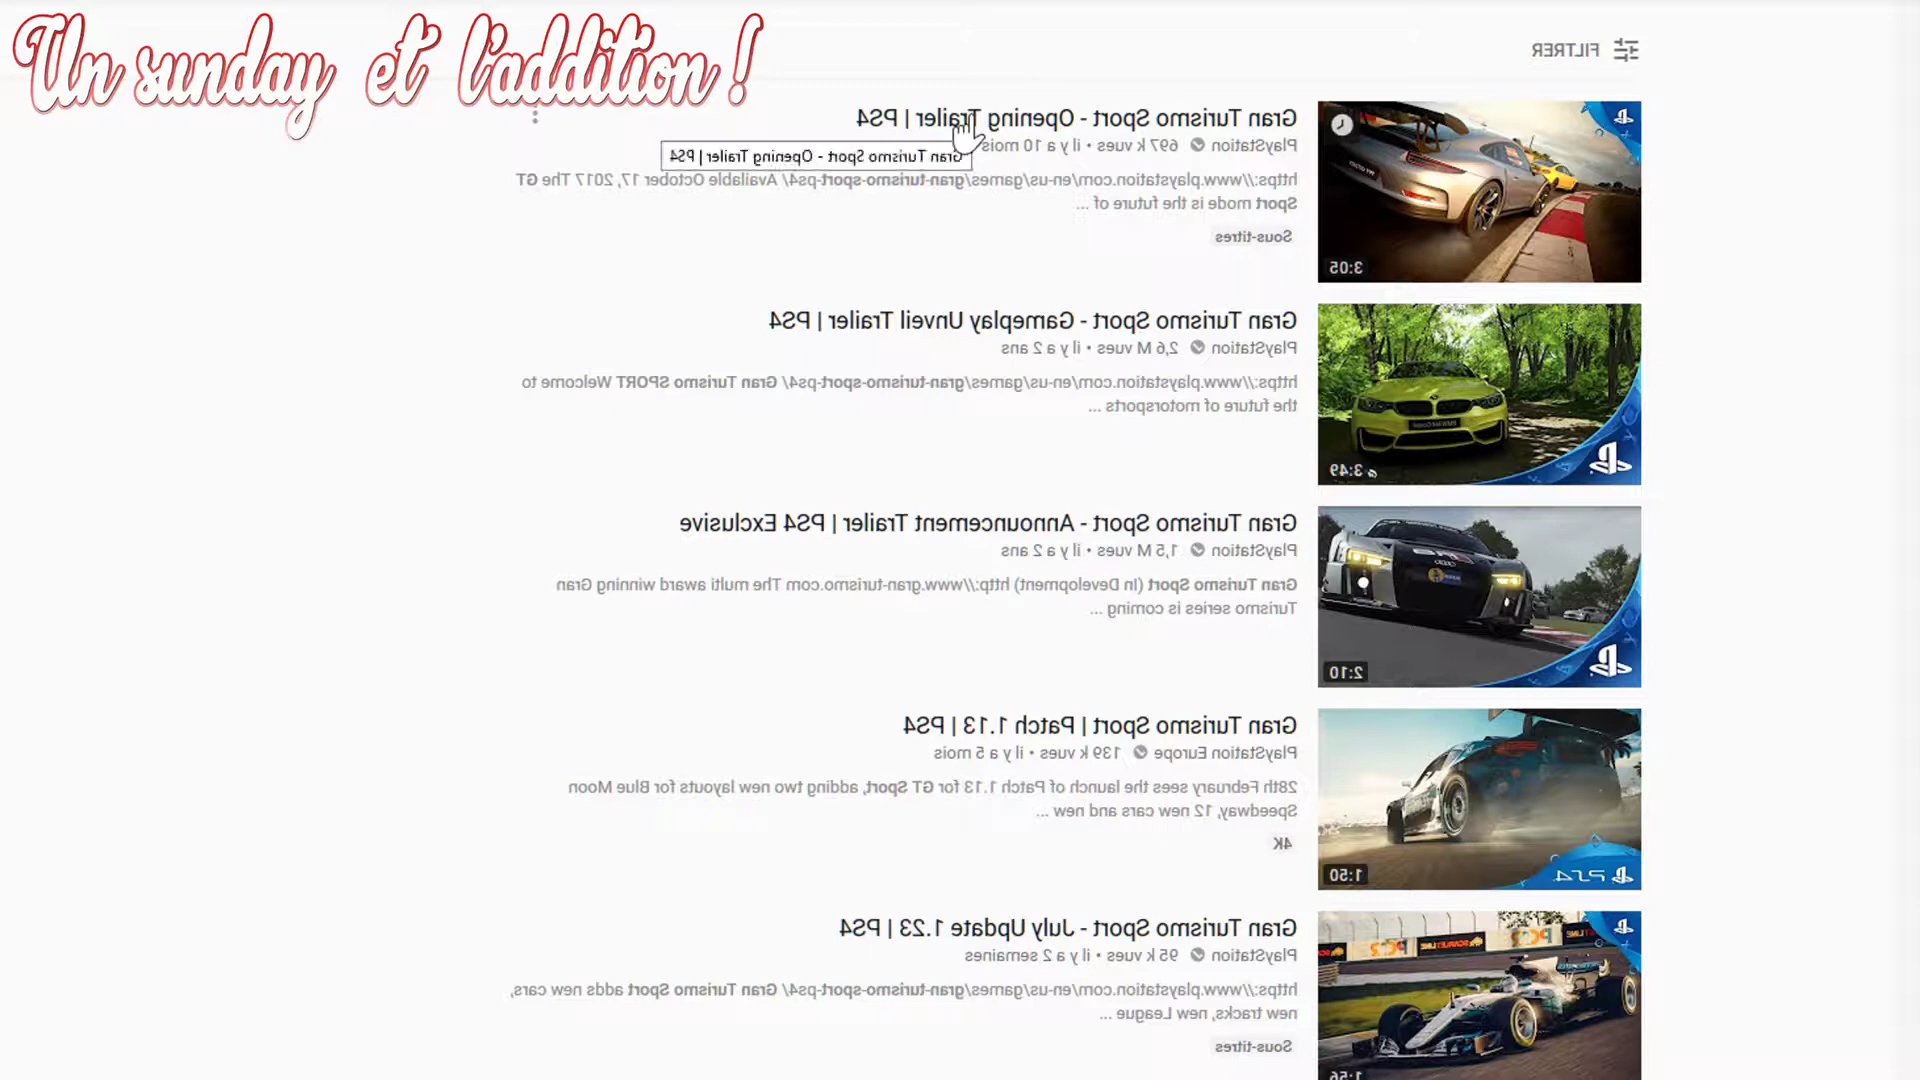 Un sunday et l'addition !
FILTRER
Gran Turismo Sport - Opening Trailer | PS4
PlayStation 697 k vues • il y a 10 mois
Gran Turismo Sport - Opening Trailer | PS4
https://www.playstation.com/en-us/games/gran-turismo-sport-ps4/ Available October 17, 2017 The GT
Sport mode is the future of ...
Sous-titres
3:05
Gran Turismo Sport - Gameplay Unveil Trailer | PS4
PlayStation 2,6 M vues • il y a 2 ans
https://www.playstation.com/en-us/games/gran-turismo-sport-ps4/ Gran Turismo SPORT Welcome to
the future of motorsports ...
3:49
Gran Turismo Sport - Announcement Trailer | PS4 Exclusive
PlayStation 1,5 M vues • il y a 2 ans
Gran Turismo Sport (In Development) http://www.gran-turismo.com The multi award winning Gran
Turismo series is coming ...
2:10
Gran Turismo Sport | Patch 1.13 | PS4
PlayStation Europe 139 k vues • il y a 5 mois
28th February sees the launch of Patch 1.13 for GT Sport, adding two new layouts for Blue Moon
Speedway, 12 new cars and new ...
4K
PS4
1:50
Gran Turismo Sport - July Update 1.23 | PS4
PlayStation 95 k vues • il y a 2 semaines
https://www.playstation.com/en-us/games/gran-turismo-sport-ps4/ Gran Turismo Sport adds new cars,
new tracks, new League ...
Sous-titres
1:56